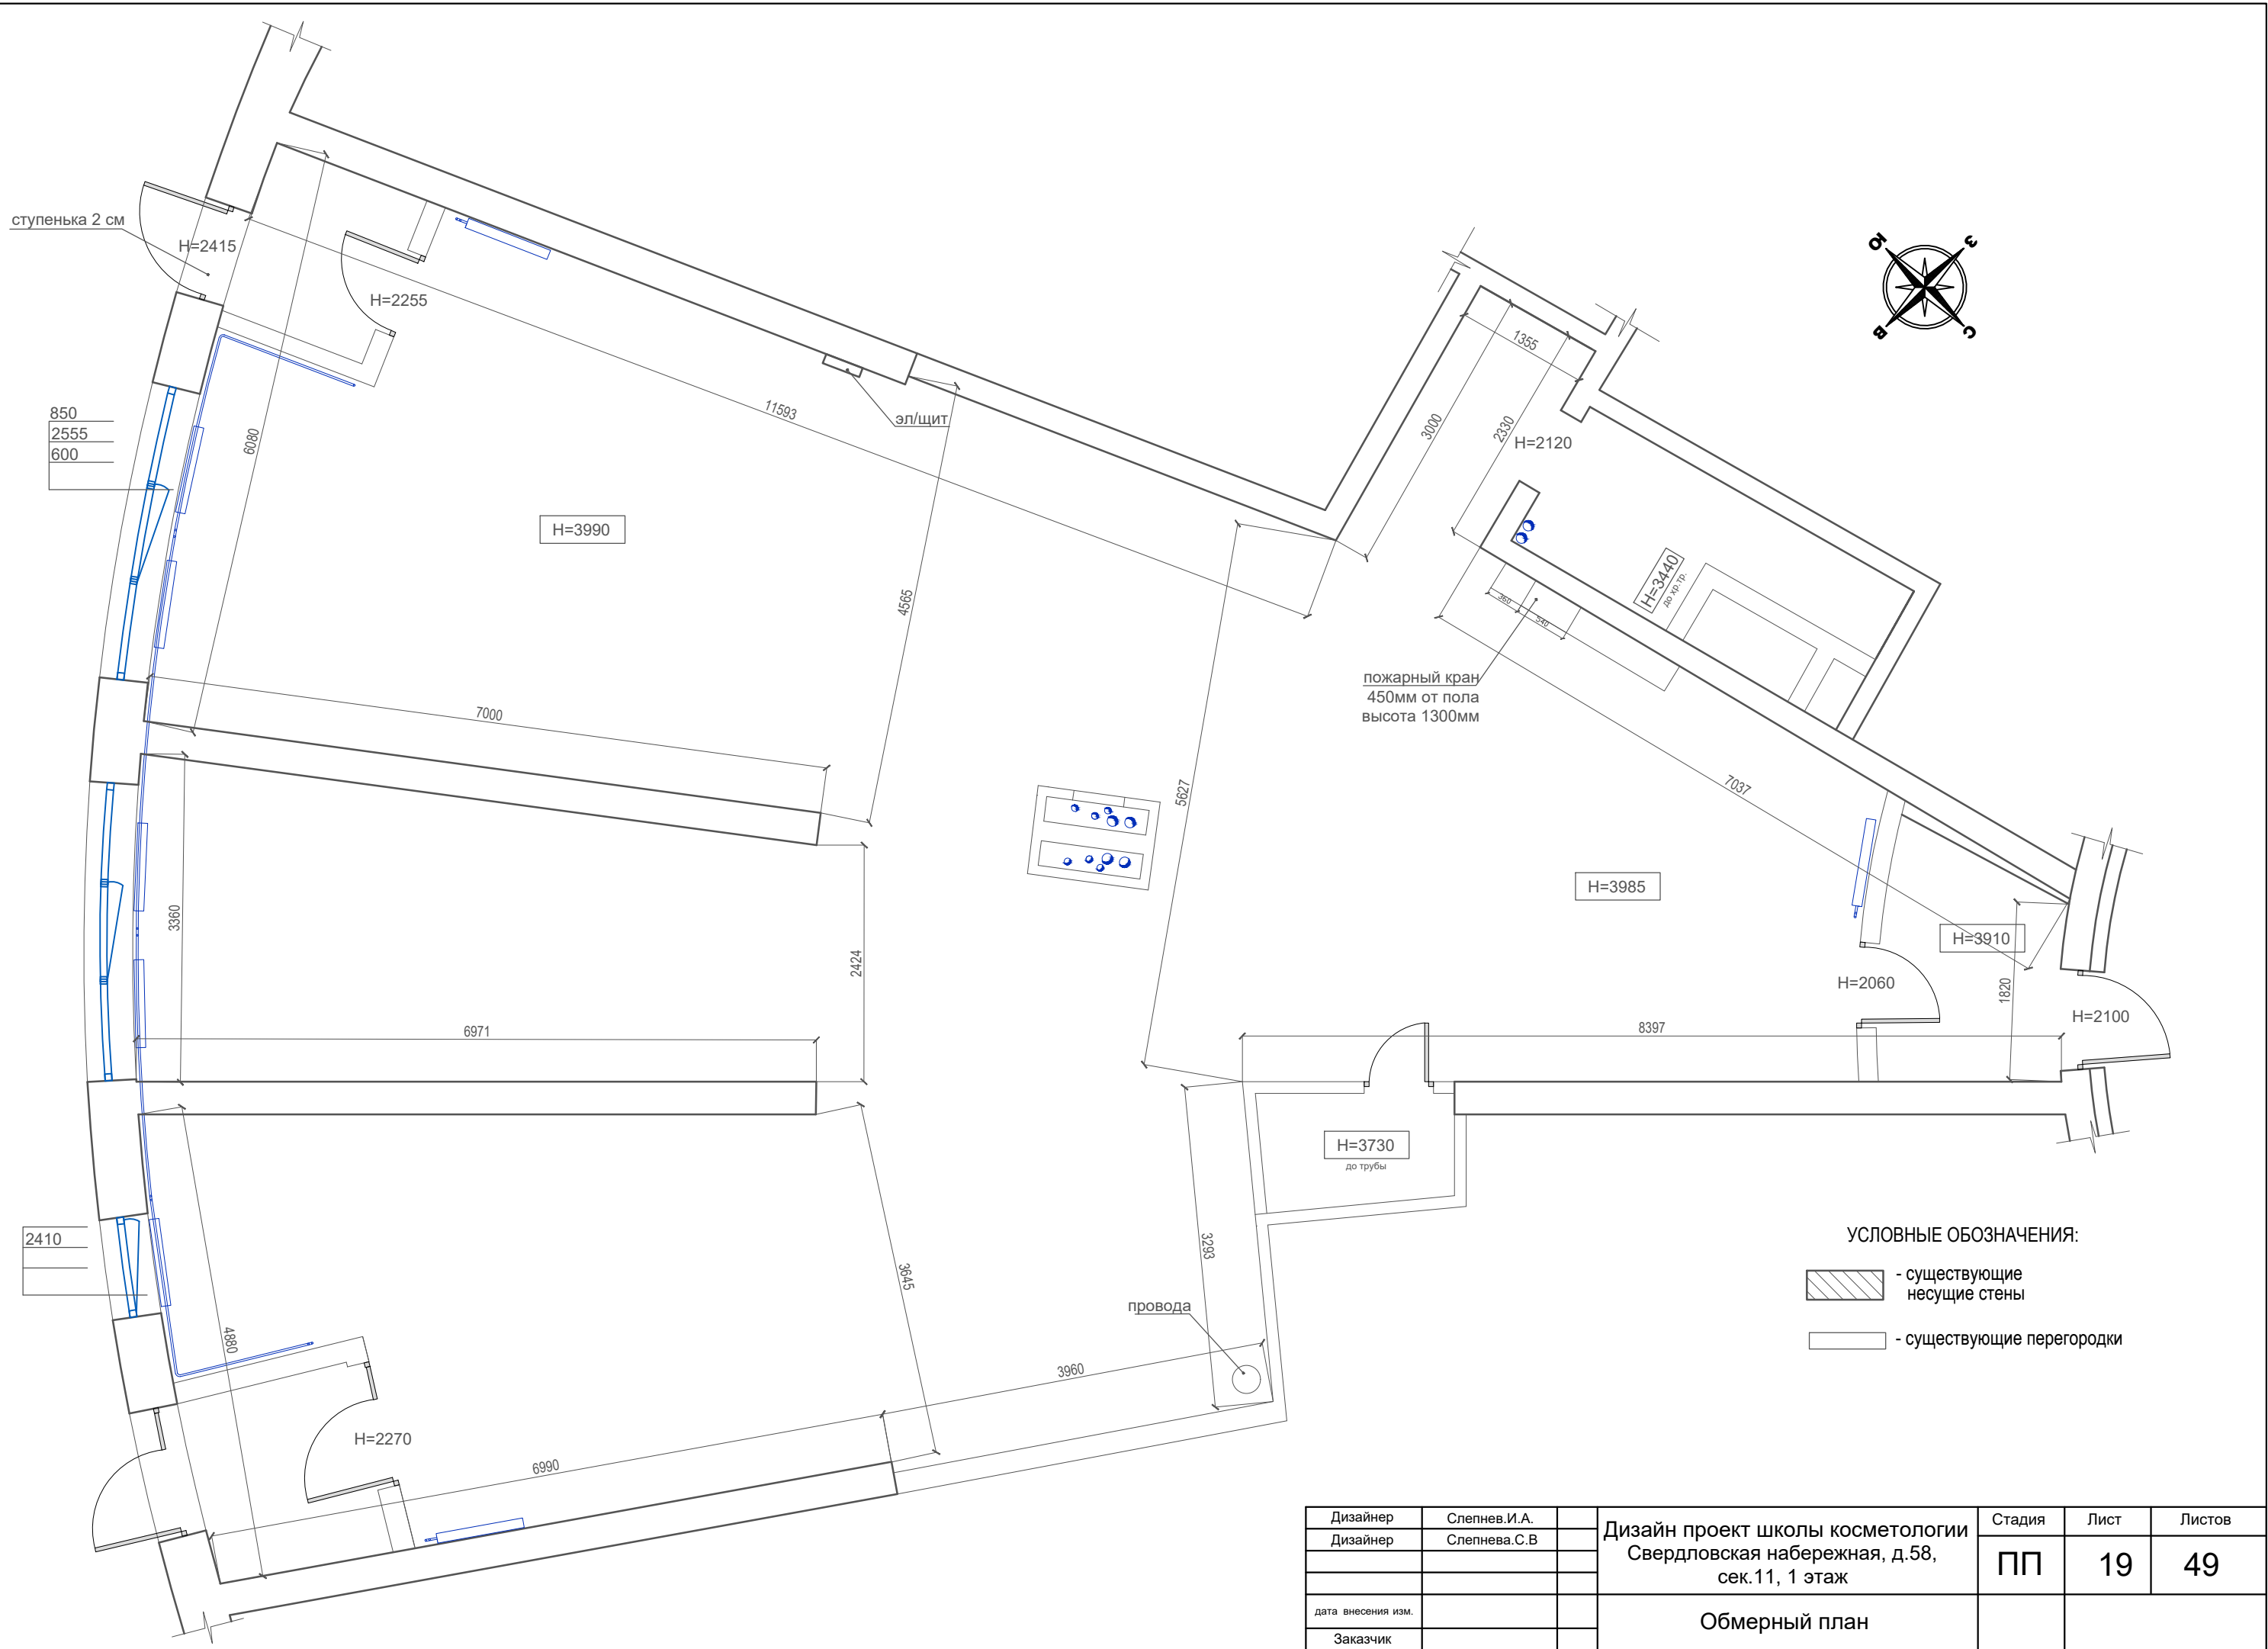 ступенька 2 см
H=2415
H=2255
850
2555
600
6080
11593
эл/щит
H=3990
4565
7000
3360
2424
6971
5627
3000
1355
2330
H=2120
Ю
З
В
С
360
540
H=3440
до хр.тр.
пожарный кран
450мм от пола
высота 1300мм
7037
H=3985
H=3910
H=2060
1820
H=2100
8397
H=3730
до трубы
3293
провода
3960
3645
2410
4880
H=2270
6990
УСЛОВНЫЕ ОБОЗНАЧЕНИЯ:
- существующие
несущие стены
- существующие перегородки
Дизайнер Слепнев.И.А.
Дизайнер Слепнева.С.В
дата внесения изм.
Заказчик
Дизайн проект школы косметологии
Свердловская набережная, д.58,
сек.11, 1 этаж
Обмерный план
Стадия Лист Листов
ПП 19 49